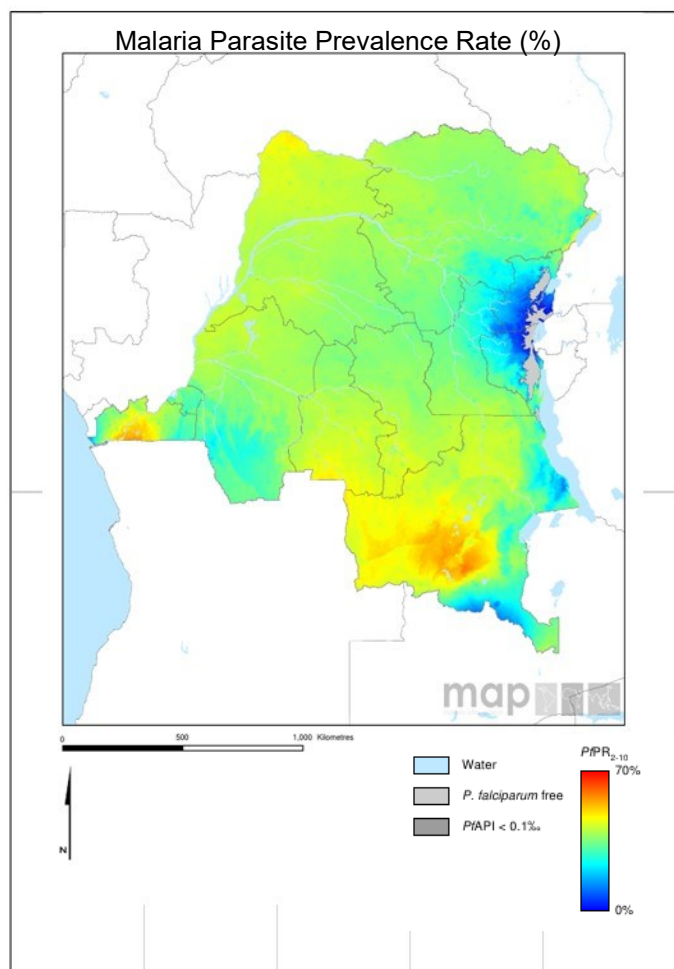 Malaria Parasite Prevalence Rate (%)
map
0 500 1,000 Kilometres
N
Water
P. falciparum free
PfAPI < 0.1‰
PfPR2-10
70%
0%